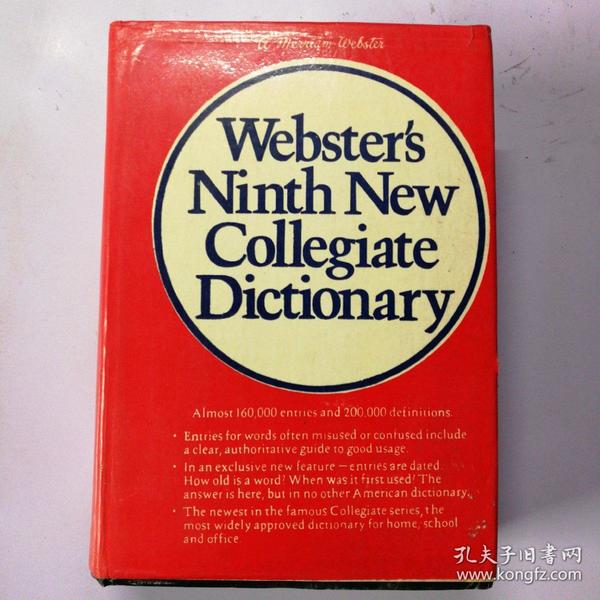 A Merriam-Webster
Webster's
Ninth New
Collegiate
Dictionary
Almost 160,000 entries and 200,000 definitions.
• Entries for words often misused or confused include
a clear, authoritative guide to good usage.
• In an exclusive new feature — entries are dated.
How old is a word? When was it first used? The
answer is here, but in no other American dictionary.
• The newest in the famous Collegiate series, the
most widely approved dictionary for home, school
and office.
孔夫子旧書网
www.kongfz.com